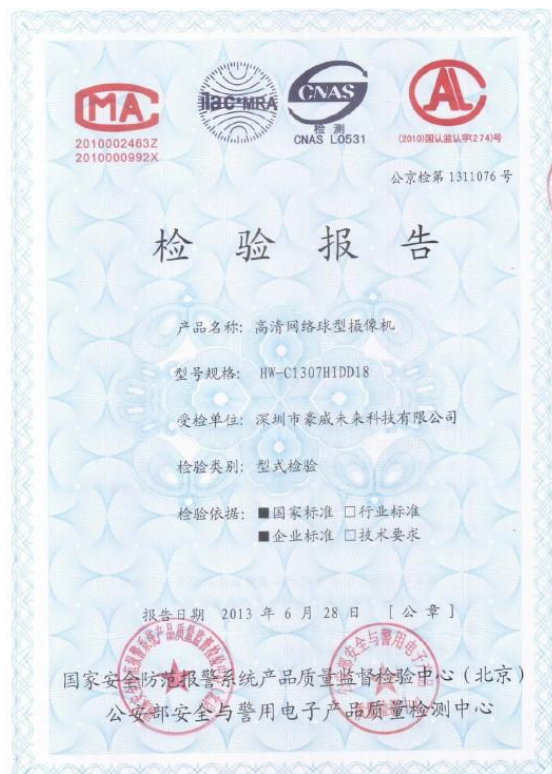 MA
ilac-MRA
CNAS
AL
检 测
CNAS L0531
2010002463Z
2010000992X
(2010)国认监认字(274)号
公京检第 1311076 号
检 验 报 告
产品名称: 高清网络球型摄像机
型号规格: HW-C1307HIDD18
受检单位: 深圳市豪威未来科技有限公司
检验类别: 型式检验
检验依据: ■国家标准 □行业标准
■企业标准 □技术要求
报告日期 2013 年 6 月 28 日 [ 公 章 ]
国家安全防范报警系统产品质量监督检验中心（北京）
公安部安全与警用电子产品质量检测中心